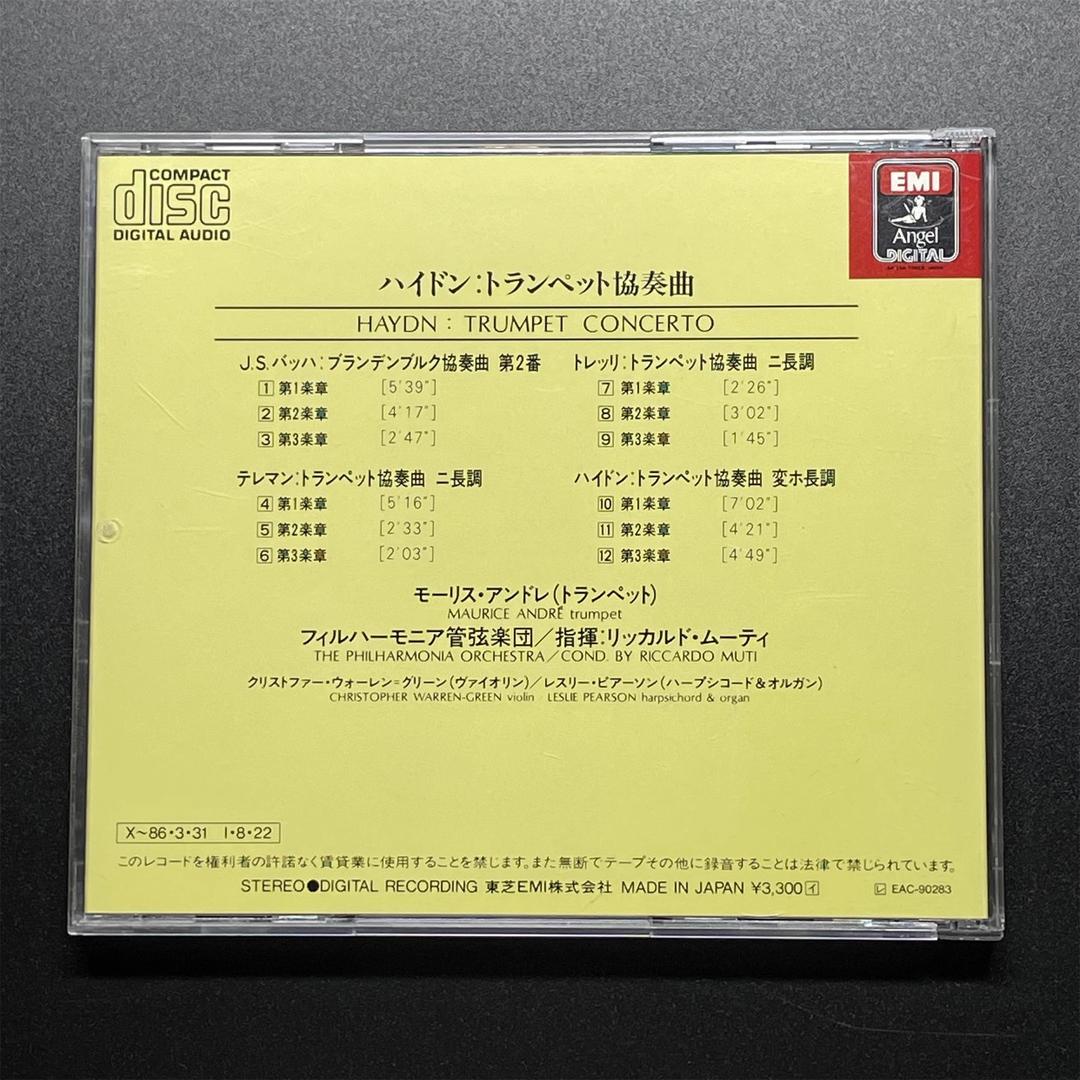 COMPACT
disc
DIGITAL AUDIO
EMI
Angel
DIGITAL
ハイドン:トランペット協奏曲
HAYDN : TRUMPET CONCERTO
J.S.バッハ:ブランデンブルク協奏曲 第2番
1 第1楽章 [5'39"]
2 第2楽章 [4'17"]
3 第3楽章 [2'47"]
テレマン:トランペット協奏曲 ニ長調
4 第1楽章 [5'16"]
5 第2楽章 [2'33"]
6 第3楽章 [2'03"]
トレッリ:トランペット協奏曲 ニ長調
7 第1楽章 [2'26"]
8 第2楽章 [3'02"]
9 第3楽章 [1'45"]
ハイドン:トランペット協奏曲 変ホ長調
10 第1楽章 [7'02"]
11 第2楽章 [4'21"]
12 第3楽章 [4'49"]
モーリス・アンドレ(トランペット)
MAURICE ANDRÉ trumpet
フィルハーモニア管弦楽団/指揮:リッカルド・ムーティ
THE PHILHARMONIA ORCHESTRA/COND. BY RICCARDO MUTI
クリストファー・ウォーレン=グリーン(ヴァイオリン)/レスリー・ピアーソン(ハープシコード&オルガン)
CHRISTOPHER WARREN-GREEN violin LESLIE PEARSON harpsichord & organ
X~86・3・31 I・8・22
このレコードを権利者の許諾なく賃貸業に使用することを禁じます。また無断でテープその他に録音することは法律で禁じられています。
STEREO●DIGITAL RECORDING 東芝EMI株式会社 MADE IN JAPAN ¥3,300 イ
レ EAC-90283